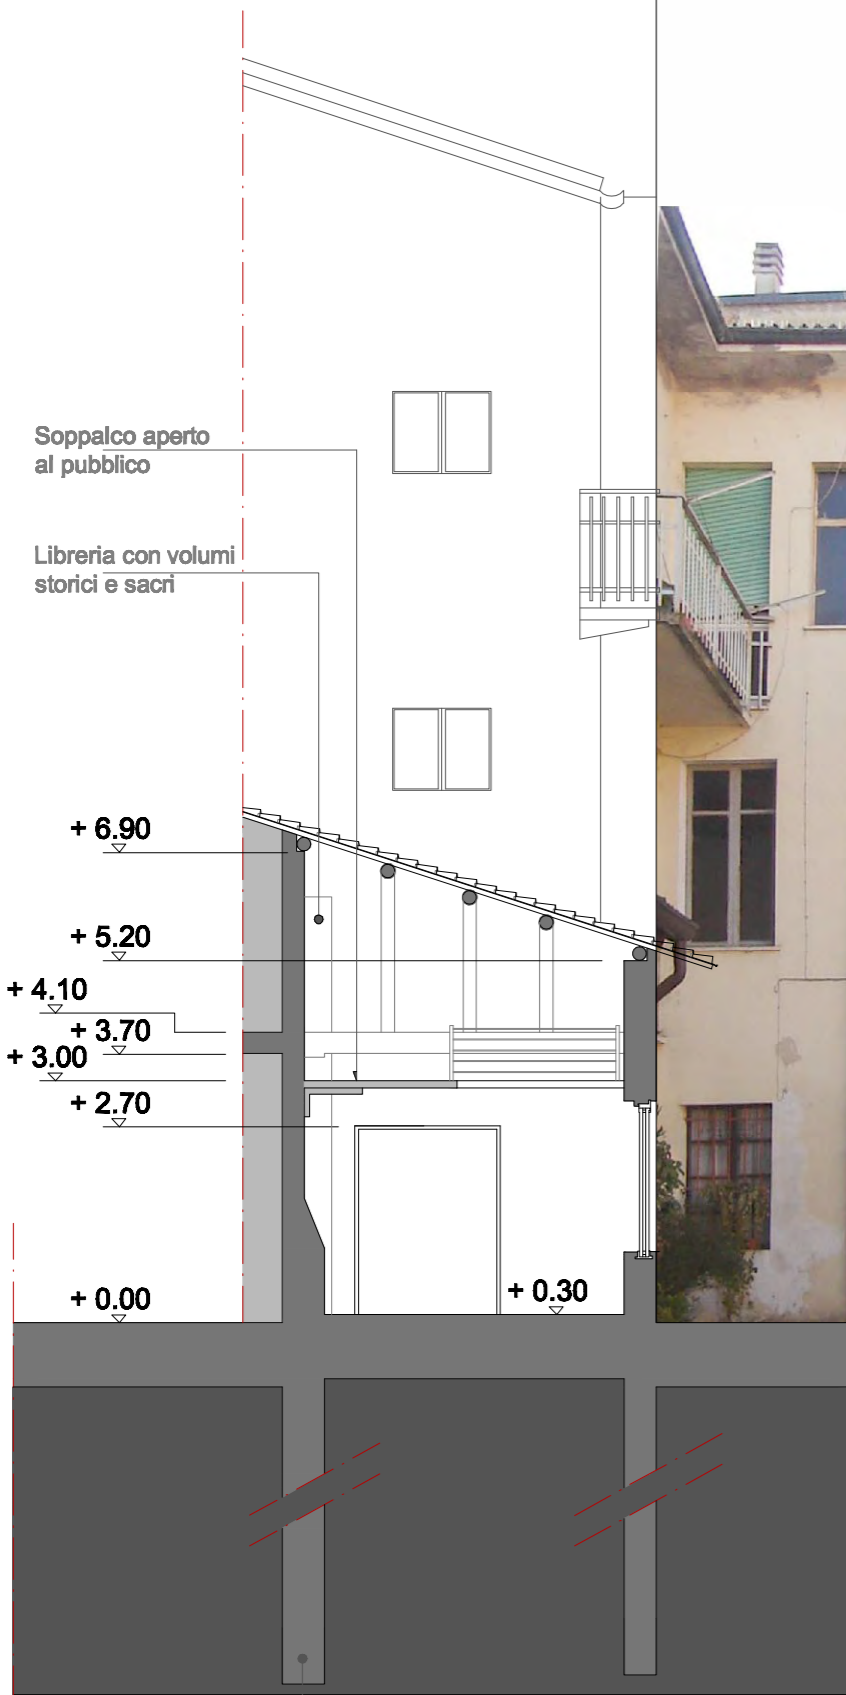 Soppalco aperto
al pubblico
Libreria con volumi
storici e sacri
+ 6.90
+ 5.20
+ 4.10
+ 3.70
+ 3.00
+ 2.70
+ 0.00
+ 0.30